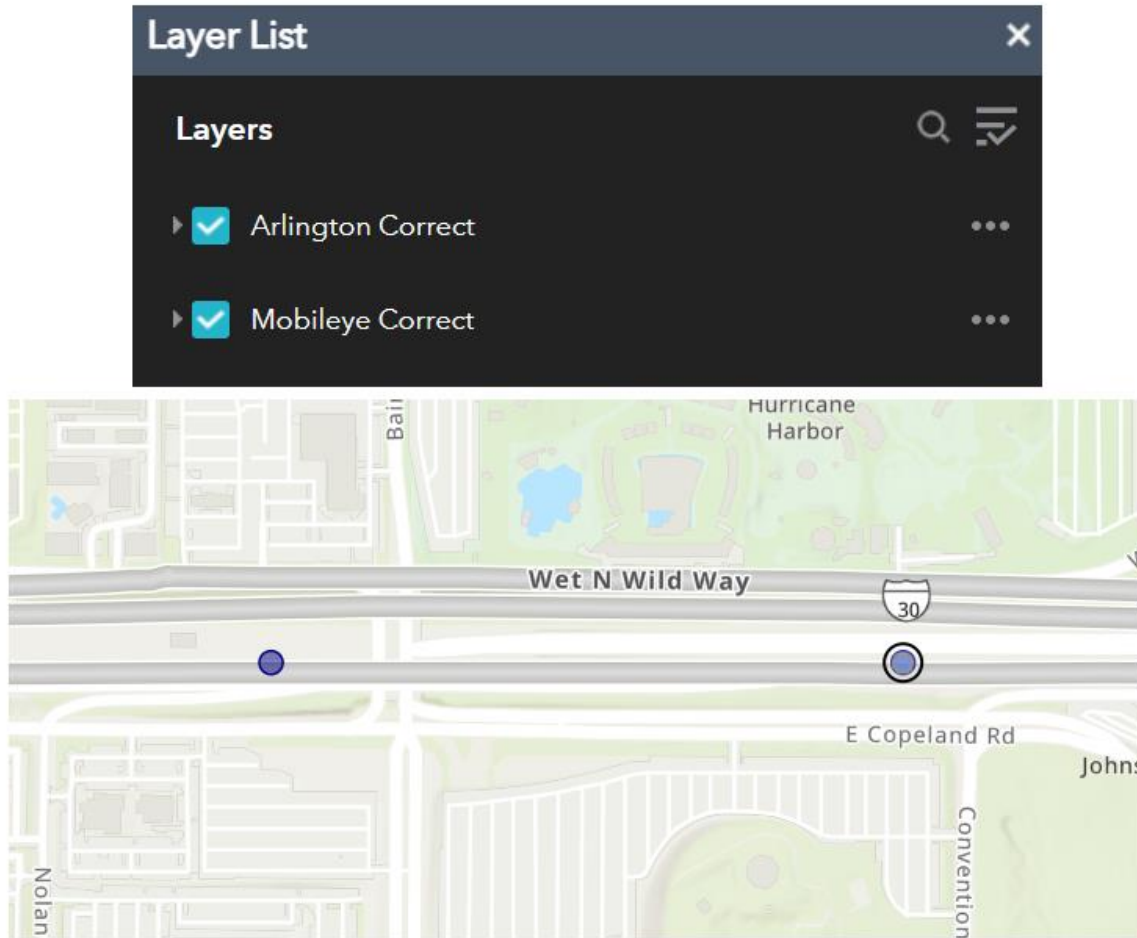 Layer List
Layers
Arlington Correct
Mobileye Correct
Hurricane
Harbor
Wet N Wild Way
30
E Copeland Rd
Johns
Nolan
Convention